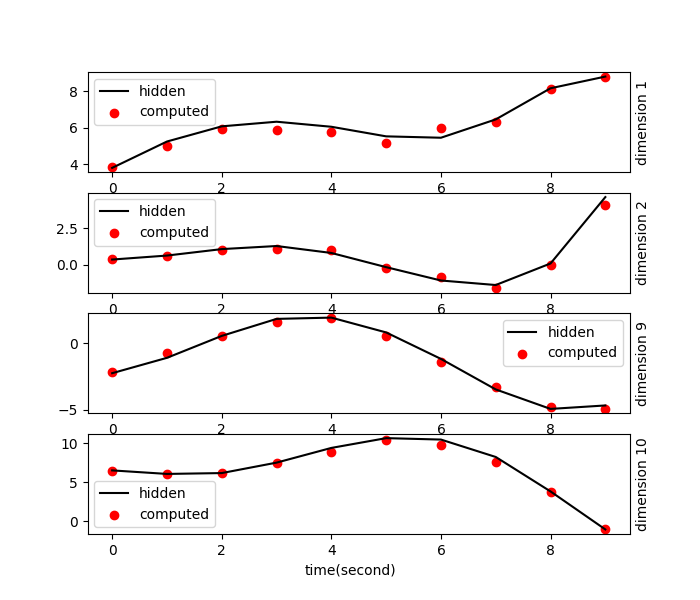 8
6
4
hidden
computed
dimension 1
0
2
4
6
8
2.5
0.0
hidden
computed
dimension 2
0
2
4
6
8
0
−5
hidden
computed
dimension 9
0
2
4
6
8
10
5
0
hidden
computed
dimension 10
0
2
4
6
8
time(second)